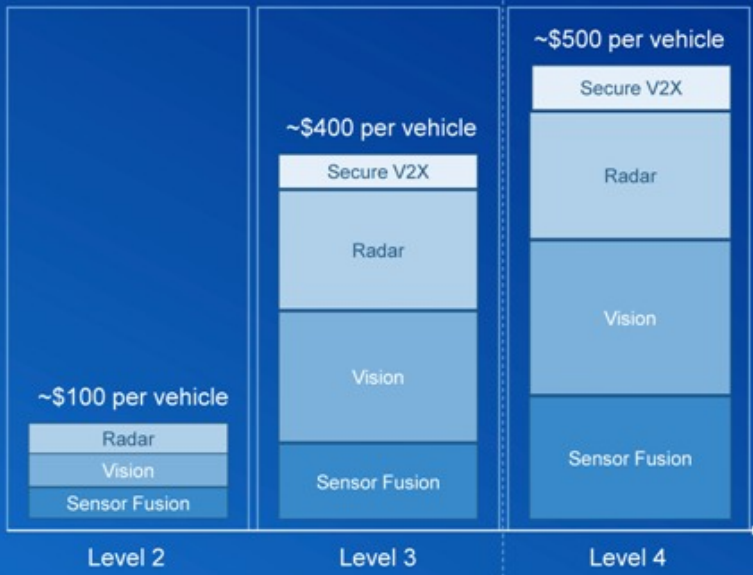 ~$500 per vehicle
Secure V2X
Radar
Vision
Sensor Fusion
~$400 per vehicle
Secure V2X
Radar
Vision
Sensor Fusion
~$100 per vehicle
Radar
Vision
Sensor Fusion
Level 2
Level 3
Level 4